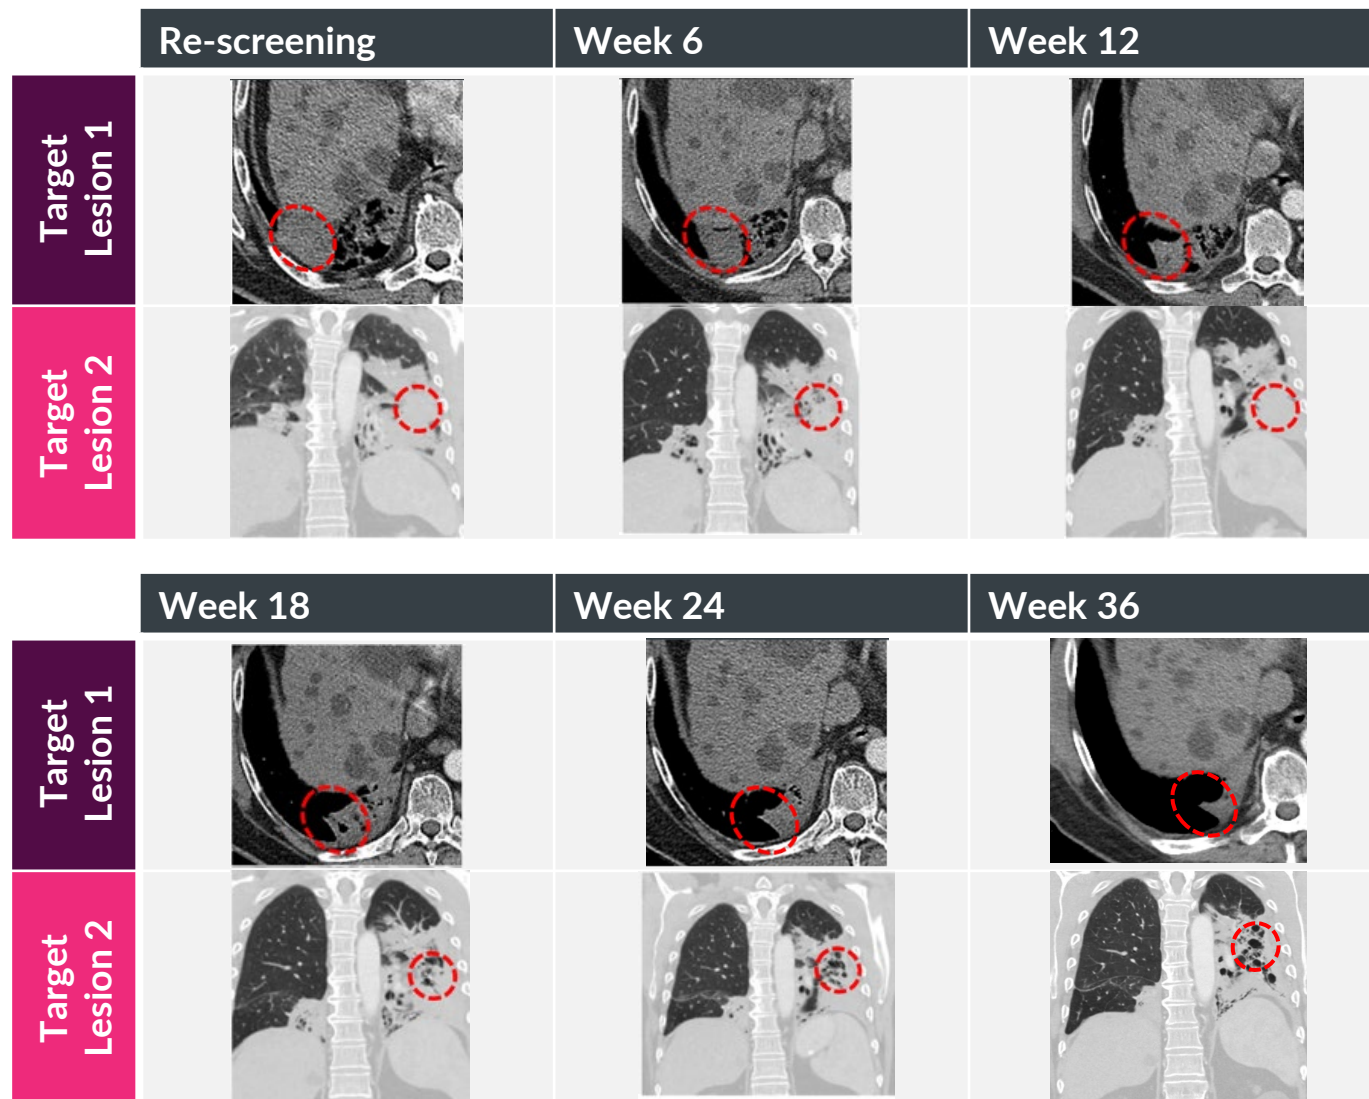 Re-screening
Week 6
Week 12
Target
Lesion 1
Target
Lesion 2
Week 18
Week 24
Week 36
Target
Lesion 1
Target
Lesion 2